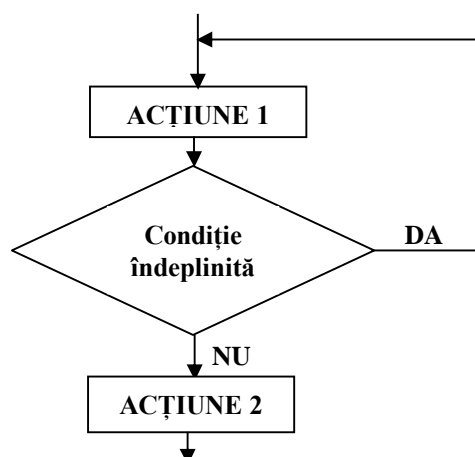 ACȚIUNE 1
Condiție
îndeplinită
DA
NU
ACȚIUNE 2